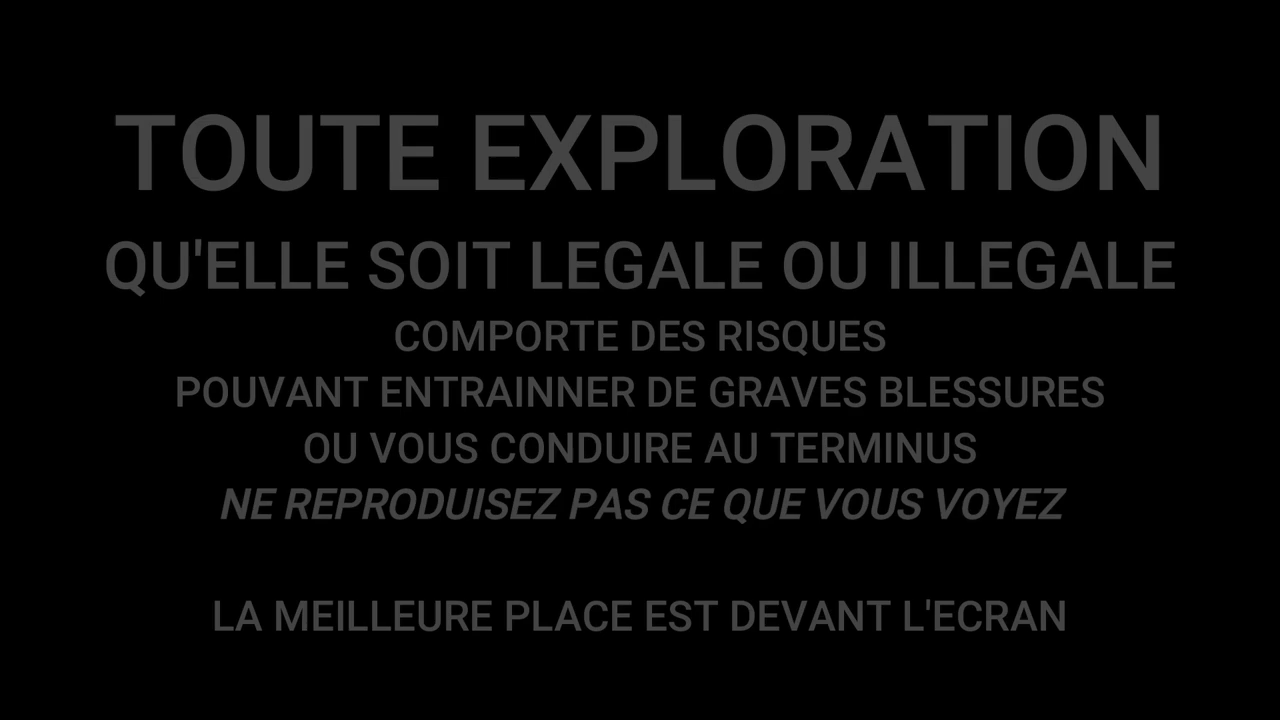 TOUTE EXPLORATION
QU'ELLE SOIT LEGALE OU ILLEGALE
COMPORTE DES RISQUES
POUVANT ENTRAINNER DE GRAVES BLESSURES
OU VOUS CONDUIRE AU TERMINUS
NE REPRODUISEZ PAS CE QUE VOUS VOYEZ
LA MEILLEURE PLACE EST DEVANT L'ECRAN